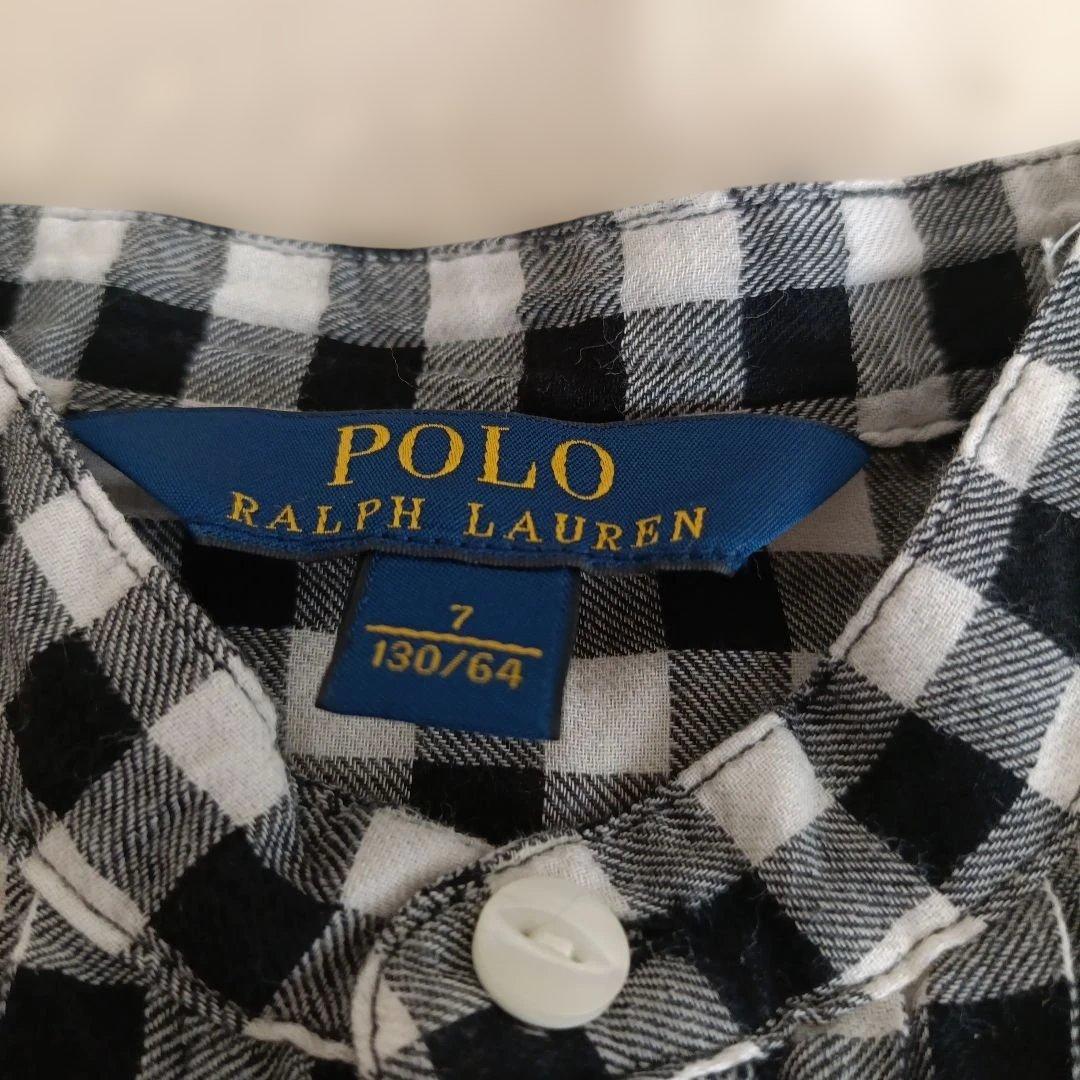 POLO
RALPH LAUREN
7
130/64